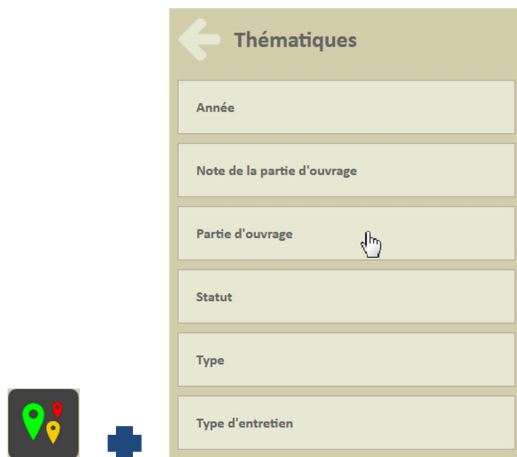 Thématiques
Année
Note de la partie d'ouvrage
Partie d'ouvrage
Statut
Type
Type d'entretien